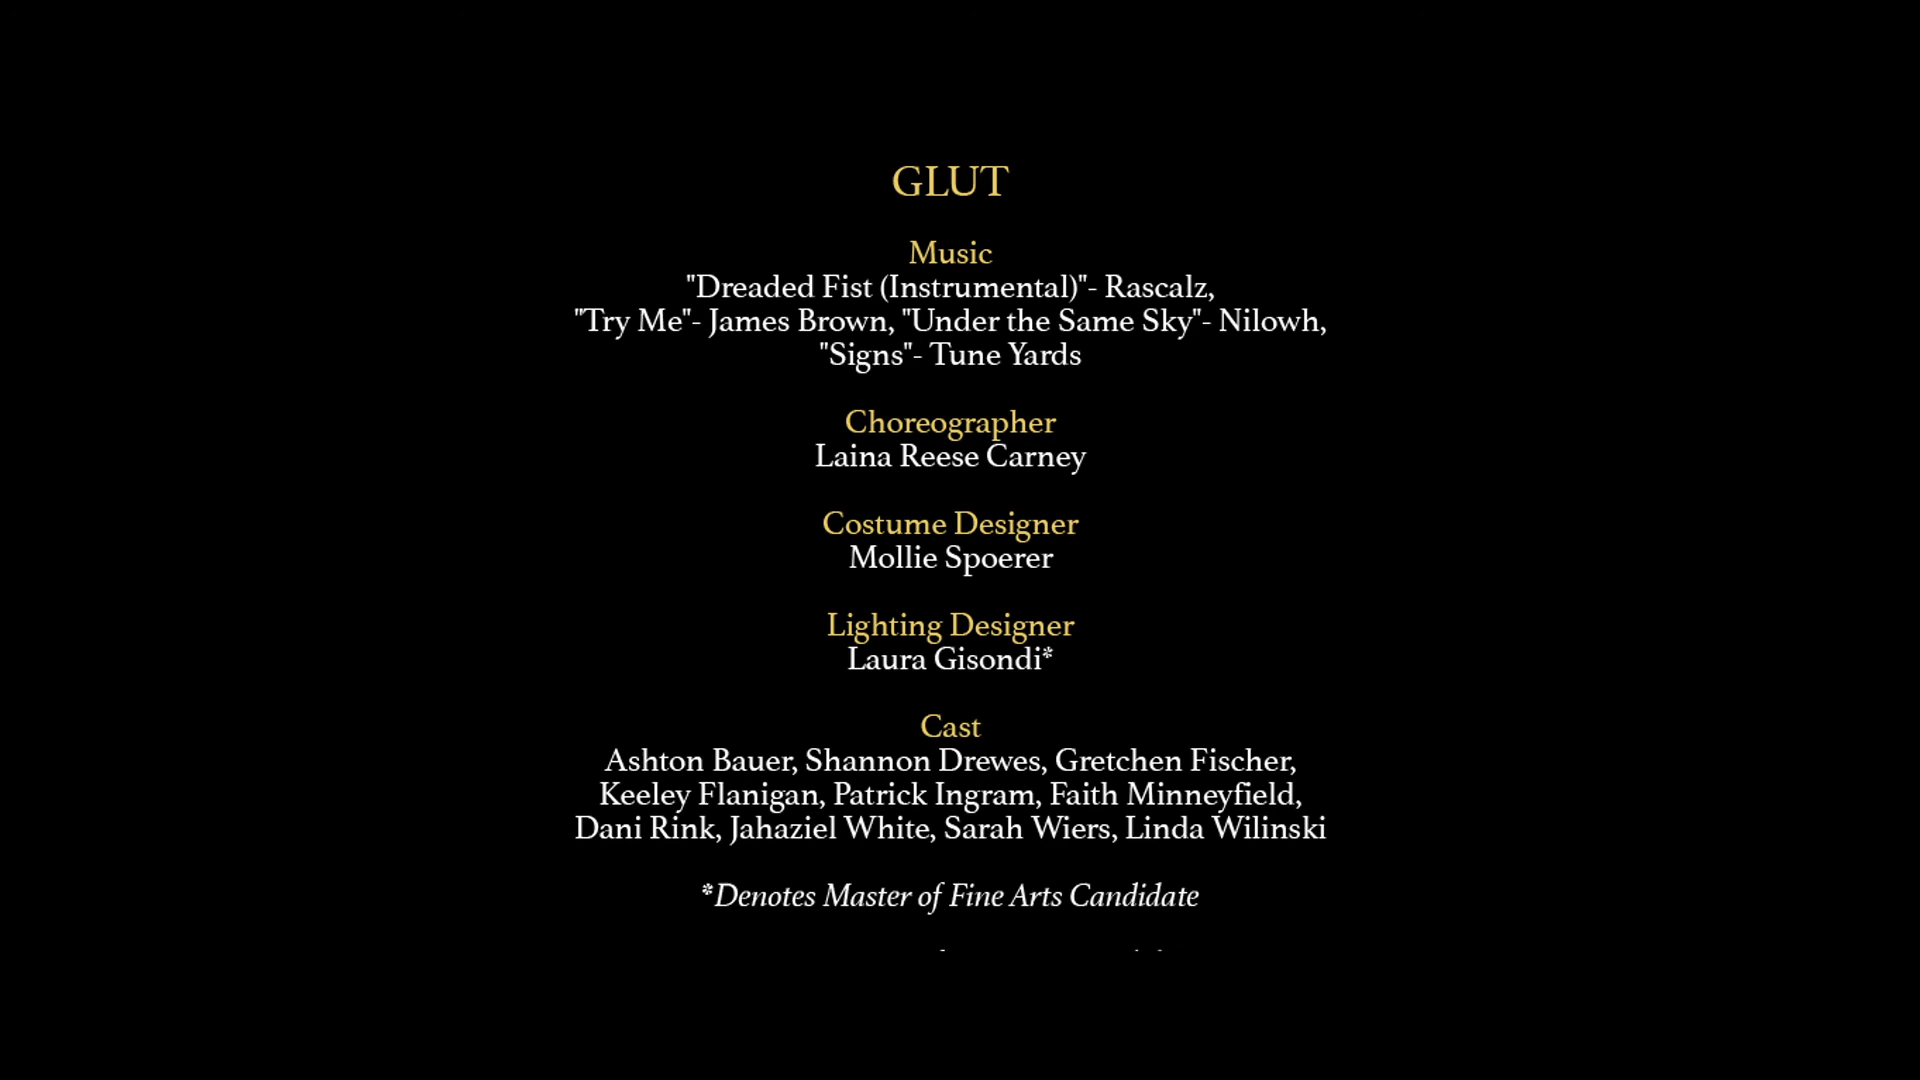 GLUT
Music
"Dreaded Fist (Instrumental)"- Rascalz,
"Try Me"- James Brown, "Under the Same Sky"- Nilowh,
"Signs"- Tune Yards
Choreographer
Laina Reese Carney
Costume Designer
Mollie Spoerer
Lighting Designer
Laura Gisondi*
Cast
Ashton Bauer, Shannon Drewes, Gretchen Fischer,
Keeley Flanigan, Patrick Ingram, Faith Minneyfield,
Dani Rink, Jahaziel White, Sarah Wiers, Linda Wilinski
*Denotes Master of Fine Arts Candidate